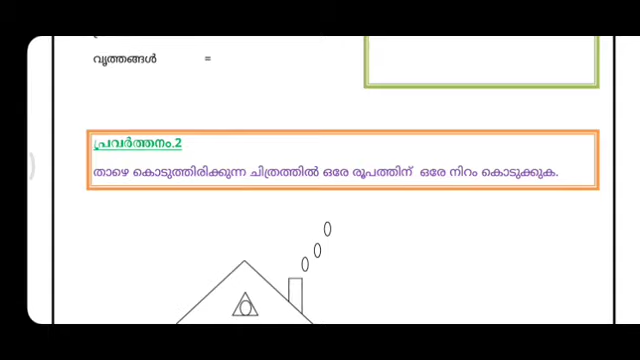 വൃത്തങ്ങൾ =
പ്രവർത്തനം.2
താഴെ കൊടുത്തിരിക്കുന്ന ചിത്രത്തിൽ ഒരേ രൂപത്തിന് ഒരേ നിറം കൊടുക്കുക.